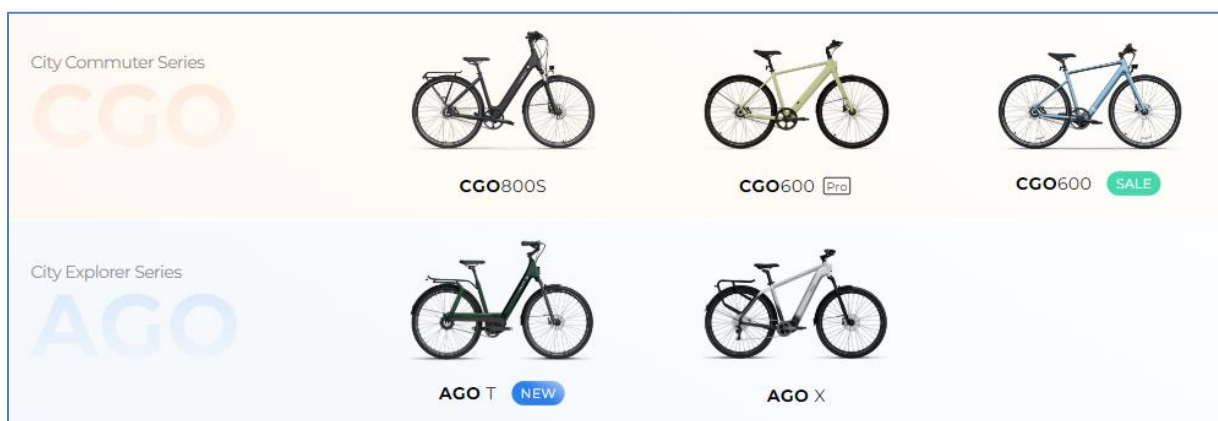 City Commuter Series
CGO
CGO800S
CGO600 Pro
CGO600 SALE
City Explorer Series
AGO
AGO T NEW
AGO X